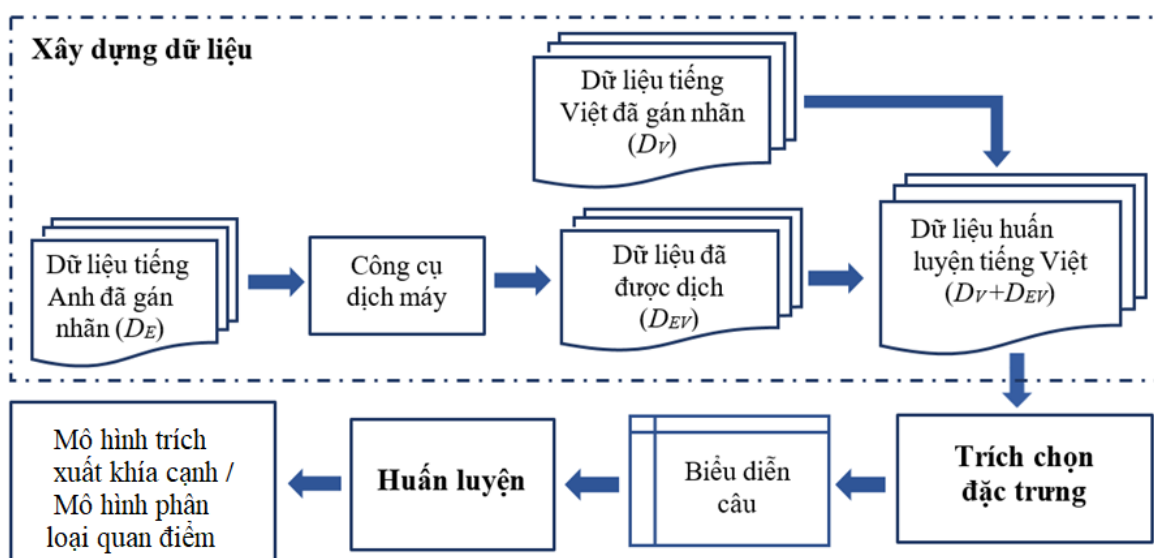 Xây dựng dữ liệu
Dữ liệu tiếng
Việt đã gán nhãn
(DV)
Dữ liệu tiếng
Anh đã gán
nhãn (DE)
Công cụ
dịch máy
Dữ liệu đã
được dịch
(DEV)
Dữ liệu huấn
luyện tiếng Việt
(DV+DEV)
Trích chọn
đặc trưng
Biểu diễn
câu
Huấn luyện
Mô hình trích
xuất khía cạnh /
Mô hình phân
loại quan điểm